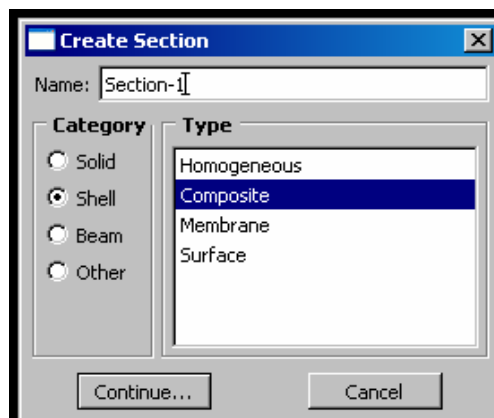 Create Section
Name: Section-1
Category
Solid
Shell
Beam
Other
Type
Homogeneous
Composite
Membrane
Surface
Continue... Cancel